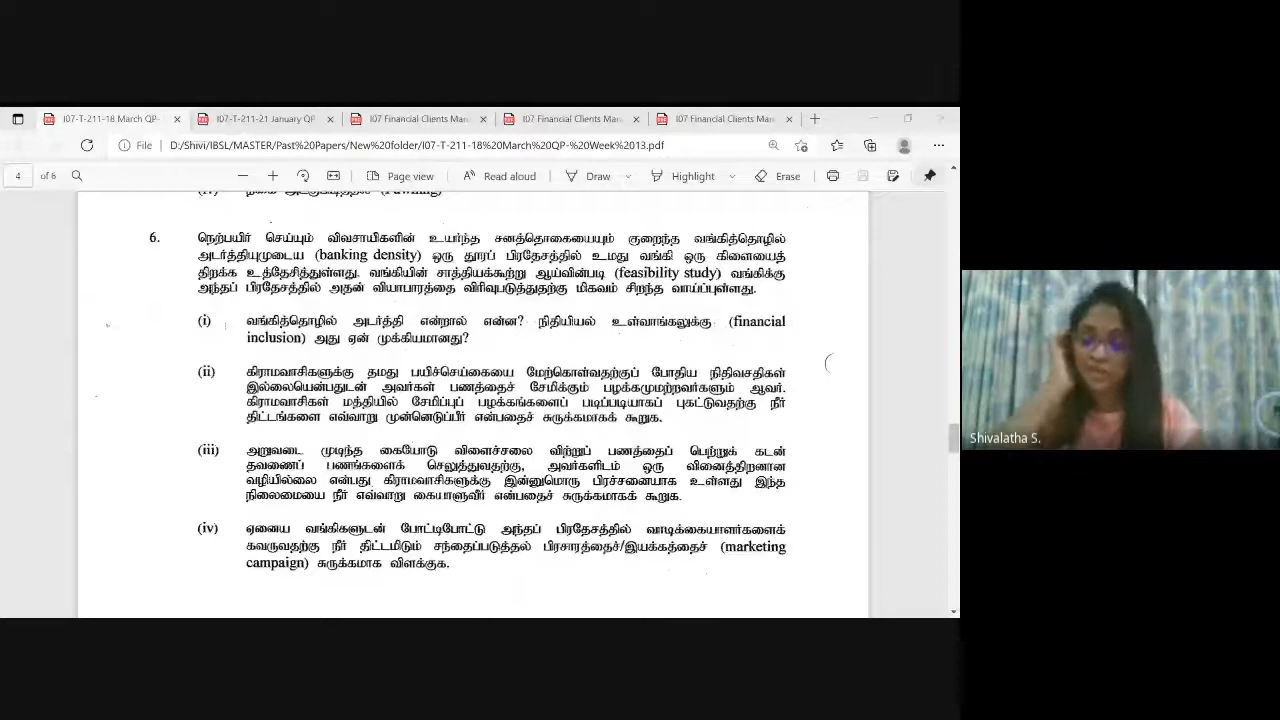 I07-T-211-18 March QP-
I07-T-211-21 January QP
I07 Financial Clients Man
I07 Financial Clients Man
I07 Financial Clients Man
File D:/Shivi/IBSL/MASTER/Past%20Papers/New%20folder/I07-T-211-18%20March%20QP-%20Week%2013.pdf
4 of 6 Page view Read aloud Draw Highlight Erase
6. நெற்பயிர் செய்யும் விவசாயிகளின் உயர்ந்த சனத்தொகையையும் குறைந்த வங்கித்தொழில்
அடர்த்தியுமுடைய (banking density) ஒரு தூரப் பிரதேசத்தில் உமது வங்கி ஒரு கிளையைத்
திறக்க உத்தேசித்துள்ளது. வங்கியின் சாத்தியக்கூற்று ஆய்வின்படி (feasibility study) வங்கிக்கு
அந்தப் பிரதேசத்தில் அதன் வியாபாரத்தை விரிவுபடுத்துதற்கு மிகவும் சிறந்த வாய்ப்புள்ளது.
(i) வங்கித்தொழில் அடர்த்தி என்றால் என்ன? நிதியியல் உள்வாங்கலுக்கு (financial
inclusion) அது ஏன் முக்கியமானது?
(ii) கிராமவாசிகளுக்கு தமது பயிச்செய்கையை மேற்கொள்வதற்குப் போதிய நிதிவசதிகள்
இல்லையென்பதுடன் அவர்கள் பணத்தைச் சேமிக்கும் பழக்கமுமற்றவர்களும் ஆவர்.
கிராமவாசிகள் மத்தியில் சேமிப்புப் பழக்கங்களைப் படிப்படியாகப் புகட்டுவதற்கு நீர்
திட்டங்களை எவ்வாறு முன்னெடுப்பீர் என்பதைச் சுருக்கமாகக் கூறுக.
(iii) அறுவடை முடிந்த கையோடு விளைச்சலை விற்றுப் பணத்தைப் பெற்றுக் கடன்
தவணைப் பணங்களைக் செலுத்துவதற்கு, அவர்களிடம் ஒரு வினைத்திறனான
வழியில்லை என்பது கிராமவாசிகளுக்கு இன்னுமொரு பிரச்சனையாக உள்ளது இந்த
நிலைமையை நீர் எவ்வாறு கையாளுவீர் என்பதைச் சுருக்கமாகக் கூறுக.
(iv) ஏனைய வங்கிகளுடன் போட்டிபோட்டு அந்தப் பிரதேசத்தில் வாடிக்கையாளர்களைக்
கவருவதற்கு நீர் திட்டமிடும் சந்தைப்படுத்தல் பிரசாரத்தைச்/இயக்கத்தைச் (marketing
campaign) சுருக்கமாக விளக்குக.
Shivalatha S.